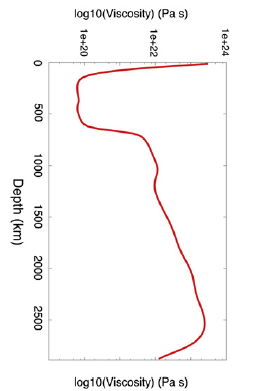 log10(Viscosity) (Pa s)
1e+20
1e+22
1e+24
0
500
1000
1500
2000
2500
Depth (km)
log10(Viscosity) (Pa s)